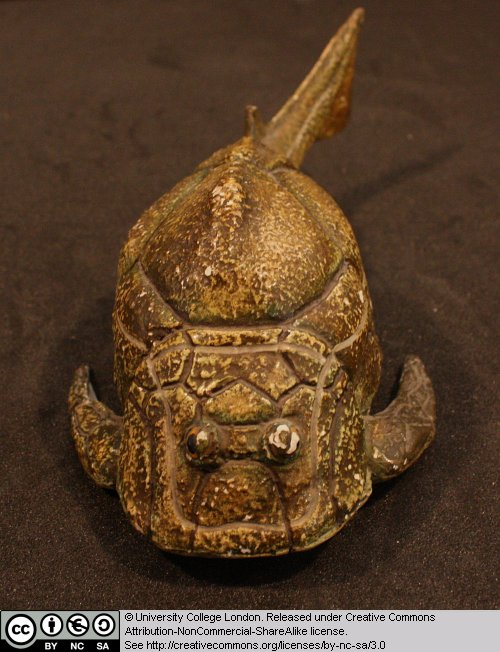 © University College London. Released under Creative Commons
Attribution-NonCommercial-ShareAlike license.
See http://creativecommons.org/licenses/by-nc-sa/3.0
CC BY NC SA